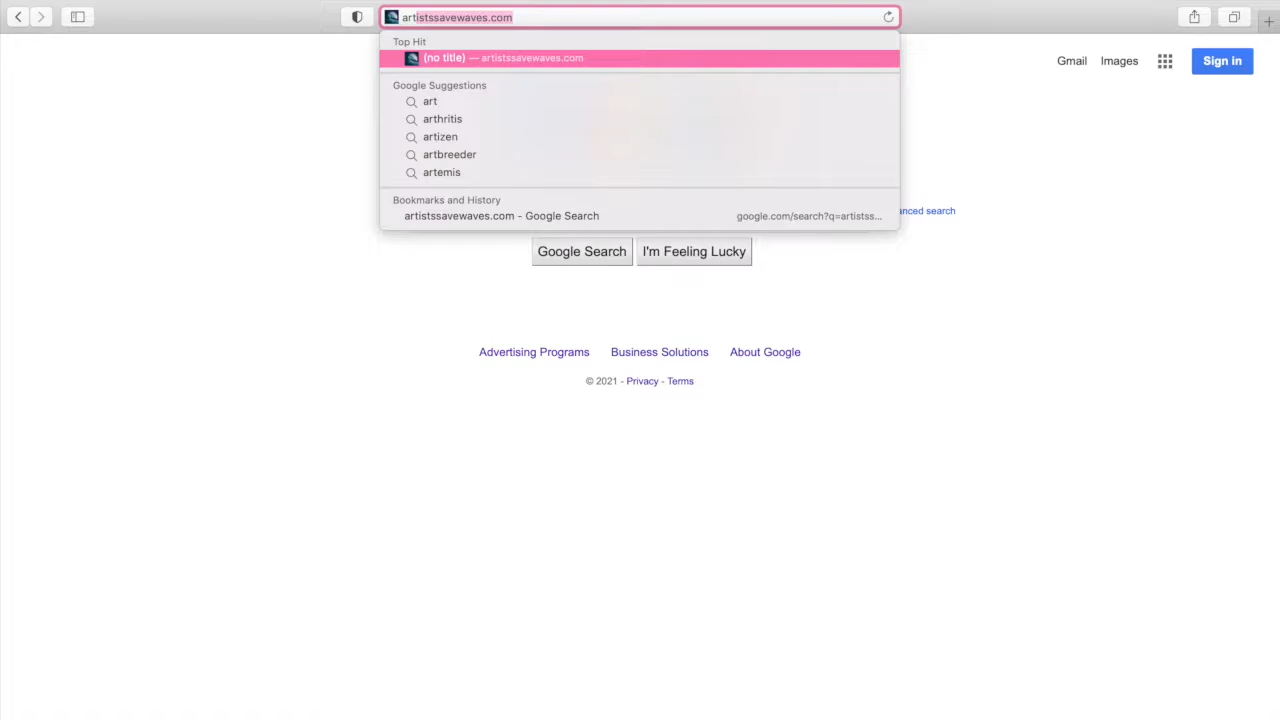 artistssavewaves.com
Top Hit
(no title) — artistssavewaves.com
Gmail Images Sign in
Google Suggestions
art
arthritis
artizen
artbreeder
artemis
Bookmarks and History
artistssavewaves.com - Google Search google.com/search?q=artistss...
search
Google Search I'm Feeling Lucky
Advertising Programs Business Solutions About Google
© 2021 - Privacy - Terms